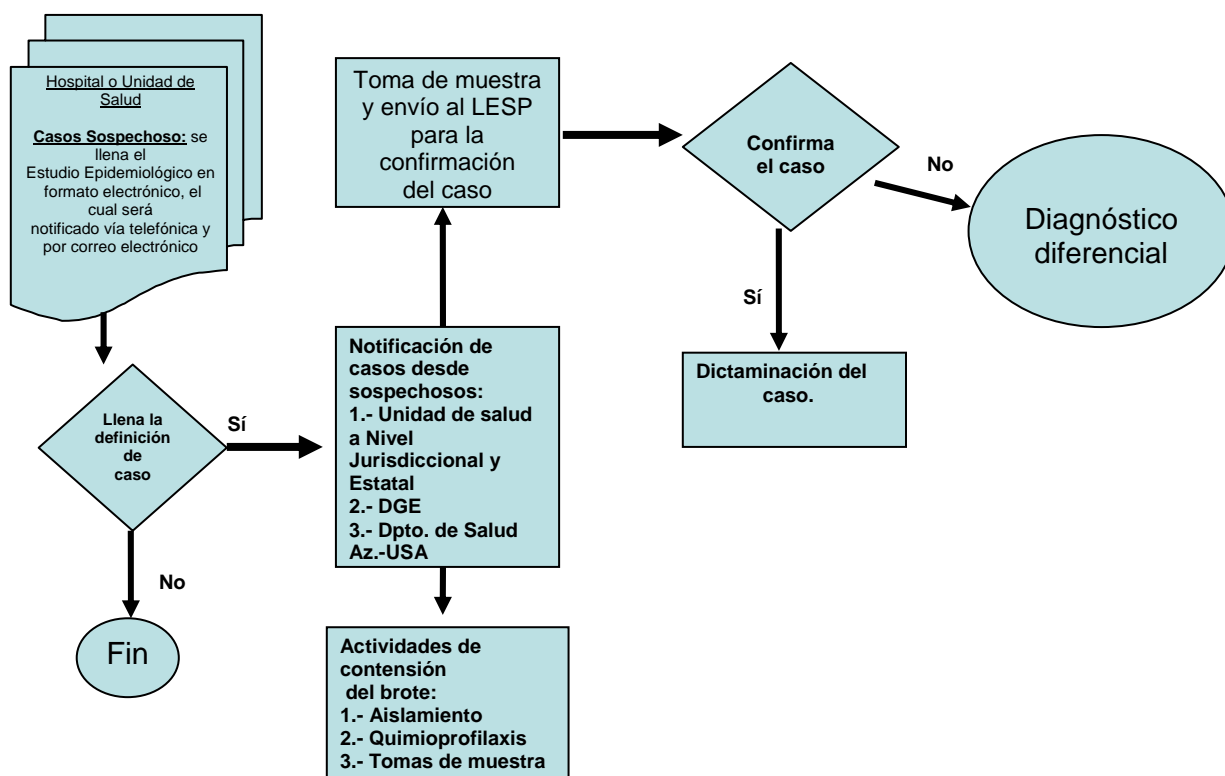 Hospital o Unidad de
Salud
Casos Sospechoso: se
llena el
Estudio Epidemiológico en
formato electrónico, el
cual será
notificado vía telefónica y
por correo electrónico
Llena la
definición
de
caso
Sí
No
Fin
Notificación de
casos desde
sospechosos:
1.- Unidad de salud
a Nivel
Jurisdiccional y
Estatal
2.- DGE
3.- Dpto. de Salud
Az.-USA
Toma de muestra
y envío al LESP
para la
confirmación
del caso
Actividades de
contensión
del brote:
1.- Aislamiento
2.- Quimioprofilaxis
3.- Tomas de muestra
Confirma
el caso
No
Diagnóstico
diferencial
Sí
Dictaminación del
caso.